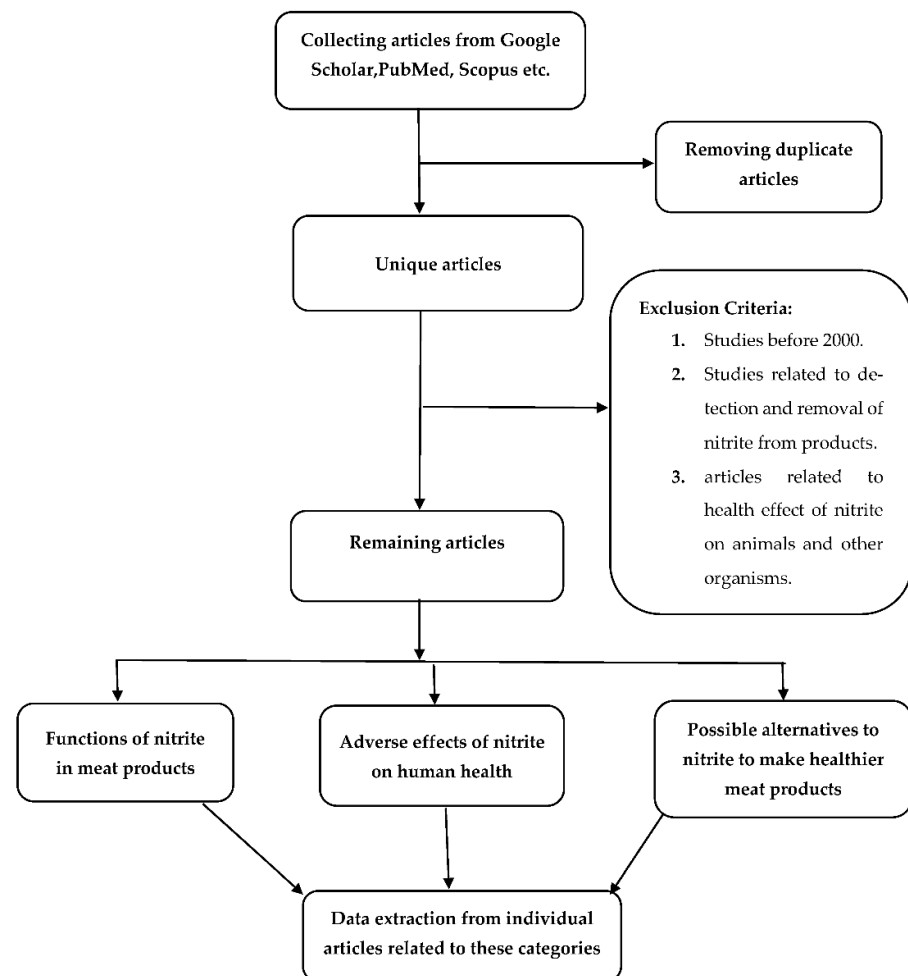 Collecting articles from Google
Scholar,PubMed, Scopus etc.
Removing duplicate
articles
Unique articles
Exclusion Criteria:
1. Studies before 2000.
2. Studies related to de-
tection and removal of
nitrite from products.
3. articles related to
health effect of nitrite
on animals and other
organisms.
Remaining articles
Functions of nitrite
in meat products
Adverse effects of nitrite
on human health
Possible alternatives to
nitrite to make healthier
meat products
Data extraction from individual
articles related to these categories